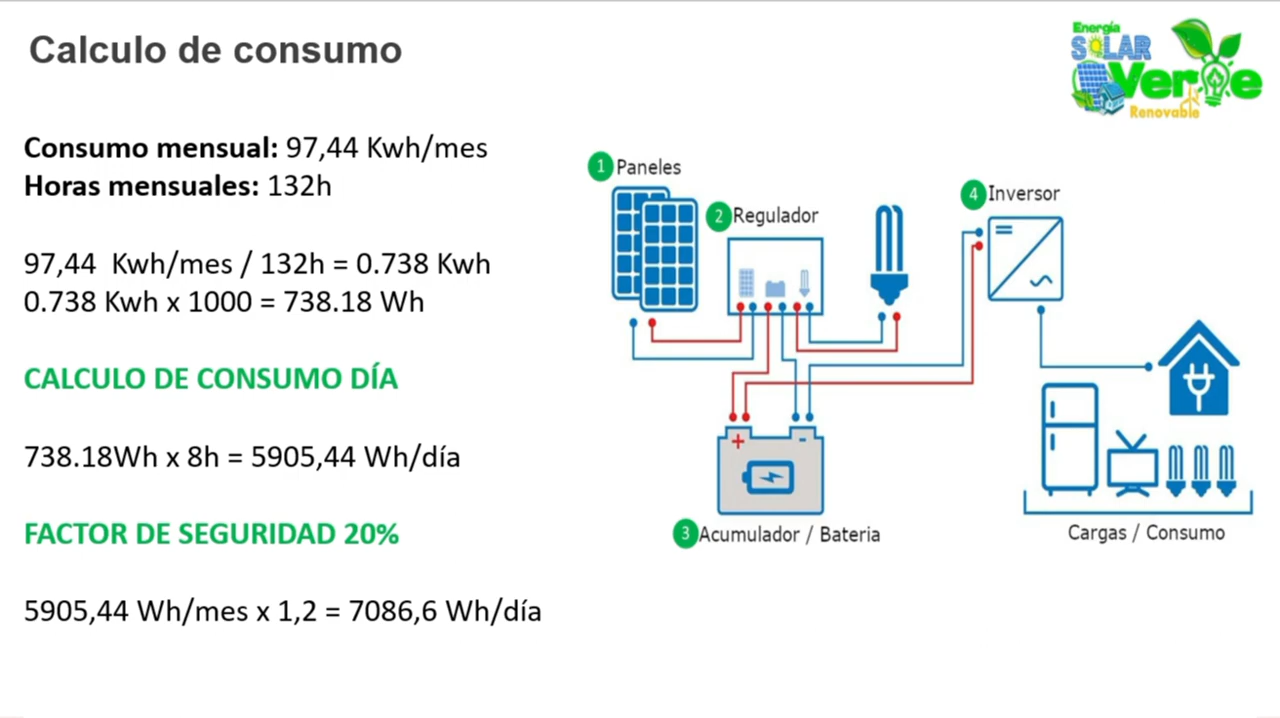 Calculo de consumo
Energía
SOLAR
Verde
Renovable
Consumo mensual: 97,44 Kwh/mes
Horas mensuales: 132h
97,44 Kwh/mes / 132h = 0.738 Kwh
0.738 Kwh x 1000 = 738.18 Wh
CALCULO DE CONSUMO DÍA
738.18Wh x 8h = 5905,44 Wh/día
FACTOR DE SEGURIDAD 20%
5905,44 Wh/mes x 1,2 = 7086,6 Wh/día
1 Paneles
2 Regulador
4 Inversor
+ -
3 Acumulador / Bateria
Cargas / Consumo